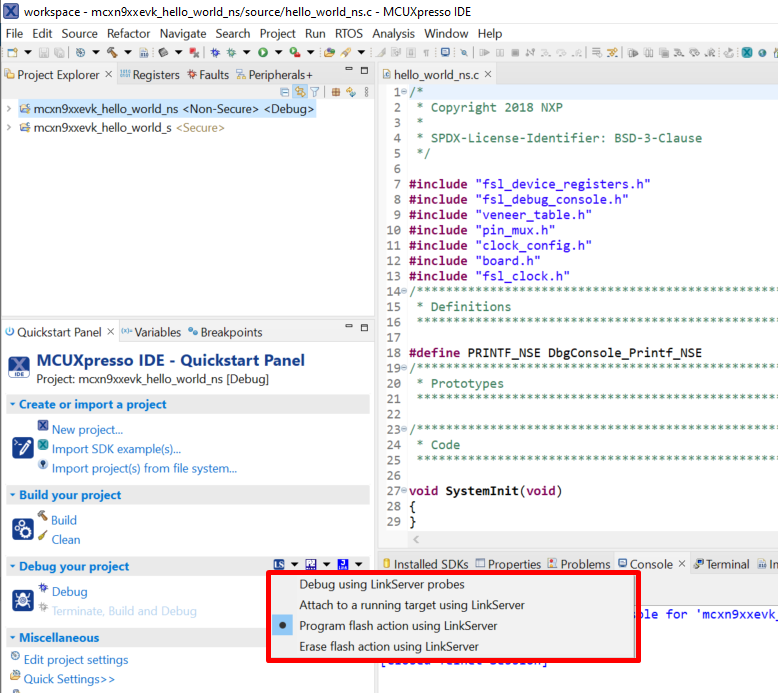 workspace - mcxn9xxevk_hello_world_ns/source/hello_world_ns.c - MCUXpresso IDE
File Edit Source Refactor Navigate Search Project Run RTOS Analysis Window Help
Project Explorer Registers Faults Peripherals+
mcxn9xxevk_hello_world_ns <Non-Secure> <Debug>
mcxn9xxevk_hello_world_s <Secure>
hello_world_ns.c
1 /*
2 * Copyright 2018 NXP
3 *
4 * SPDX-License-Identifier: BSD-3-Clause
5 */
6
7 #include "fsl_device_registers.h"
8 #include "fsl_debug_console.h"
9 #include "veneer_table.h"
10 #include "pin_mux.h"
11 #include "clock_config.h"
12 #include "board.h"
13 #include "fsl_clock.h"
14 /**************************************************
15 * Definitions
16 **************************************************
17
18 #define PRINTF_NSE DbgConsole_Printf_NSE
19 /**************************************************
20 * Prototypes
21 **************************************************
22
23 /**************************************************
24 * Code
25 **************************************************
26
27 void SystemInit(void)
28 {
29 }
Quickstart Panel (x)= Variables Breakpoints
IDE
MCUXpresso IDE - Quickstart Panel
Project: mcxn9xxevk_hello_world_ns [Debug]
Create or import a project
New project...
Import SDK example(s)...
Import project(s) from file system...
Build your project
Build
Clean
Debug your project
LS
Debug
Terminate, Build and Debug
Miscellaneous
Edit project settings
Quick Settings>>
Installed SDKs Properties Problems Console Terminal In
Debug using LinkServer probes
Attach to a running target using LinkServer
Program flash action using LinkServer
Erase flash action using LinkServer
ole for 'mcxn9xxevk_